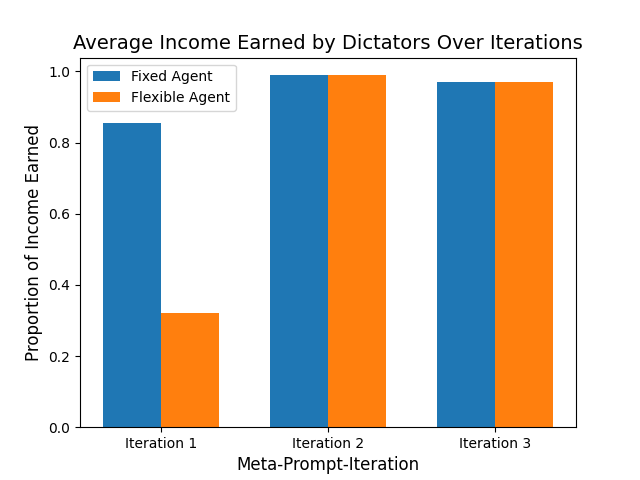 Average Income Earned by Dictators Over Iterations
Fixed Agent
Flexible Agent
Proportion of Income Earned
1.0
0.8
0.6
0.4
0.2
0.0
Iteration 1
Iteration 2
Iteration 3
Meta-Prompt-Iteration